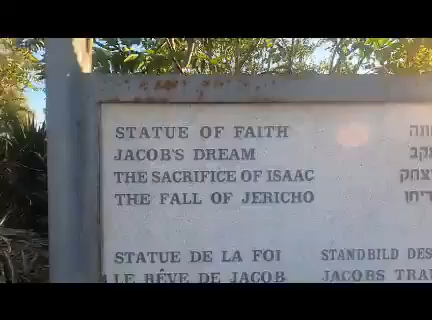 STATUE OF FAITH
JACOB'S DREAM
THE SACRIFICE OF ISAAC
THE FALL OF JERICHO
STATUE DE LA FOI STANDBILD DES
LE RÊVE DE JACOB JACOBS